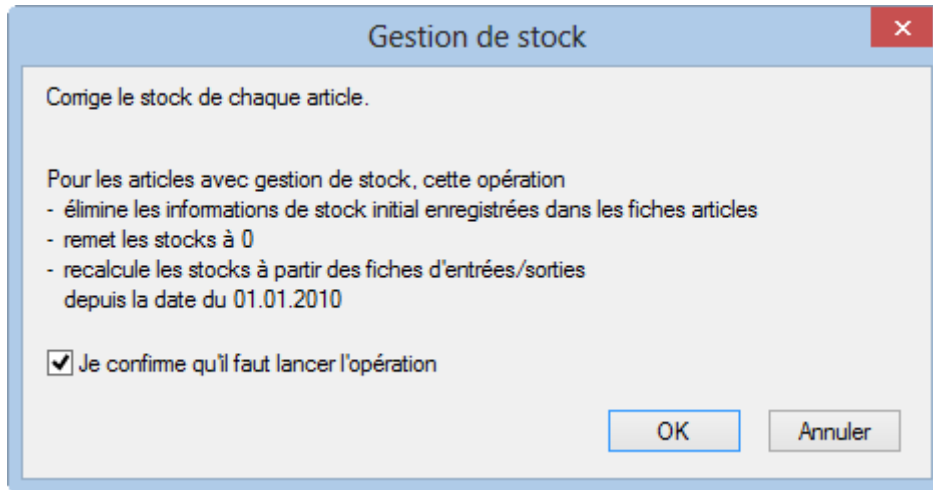 Gestion de stock
Corrige le stock de chaque article.
Pour les articles avec gestion de stock, cette opération
- élimine les informations de stock initial enregistrées dans les fiches articles
- remet les stocks à 0
- recalcule les stocks à partir des fiches d'entrées/sorties
depuis la date du 01.01.2010
Je confirme qu'il faut lancer l'opération
OK Annuler